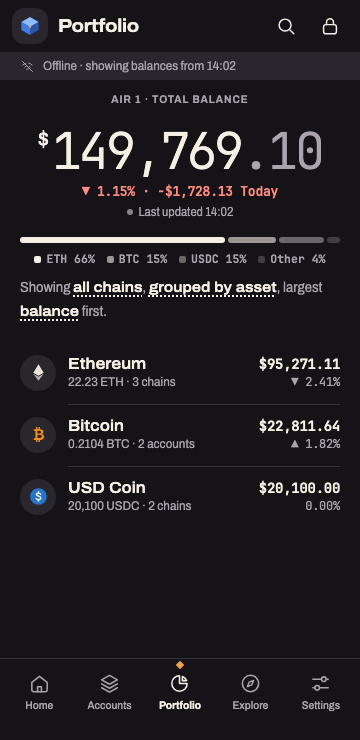 Portfolio
Offline · showing balances from 14:02
AIR 1 · TOTAL BALANCE
$149,769.10
▼ 1.15% · -$1,728.13 Today
Last updated 14:02
ETH 66% BTC 15% USDC 15% Other 4%
Showing all chains, grouped by asset, largest
balance first.
Ethereum $95,271.11
22.23 ETH · 3 chains ▼ 2.41%
Bitcoin $22,811.64
0.2104 BTC · 2 accounts ▲ 1.82%
USD Coin $20,100.00
20,100 USDC · 2 chains 0.00%
Home Accounts Portfolio Explore Settings